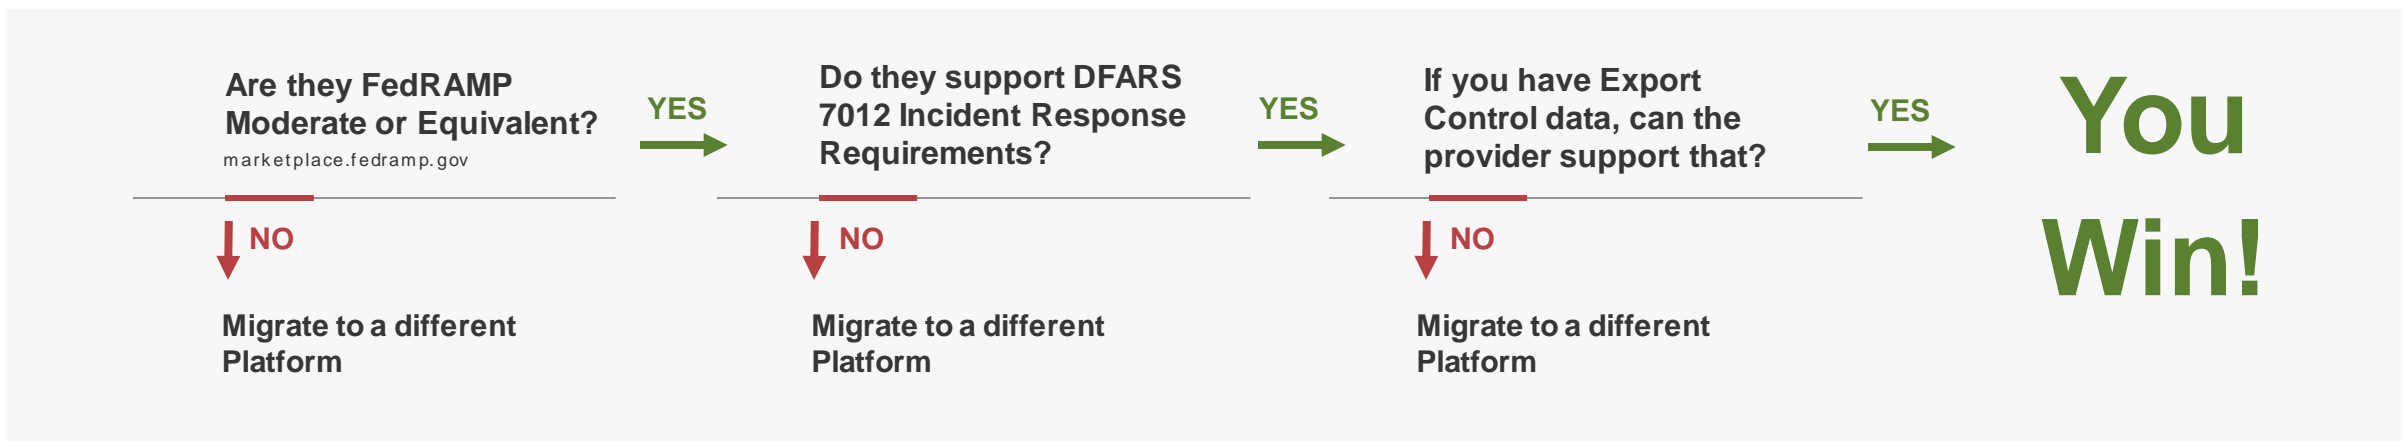 Are they FedRAMP
Moderate or Equivalent?
marketplace.fedramp.gov
YES
Do they support DFARS
7012 Incident Response
Requirements?
YES
If you have Export
Control data, can the
provider support that?
YES
You
Win!
NO
Migrate to a different
Platform
NO
Migrate to a different
Platform
NO
Migrate to a different
Platform